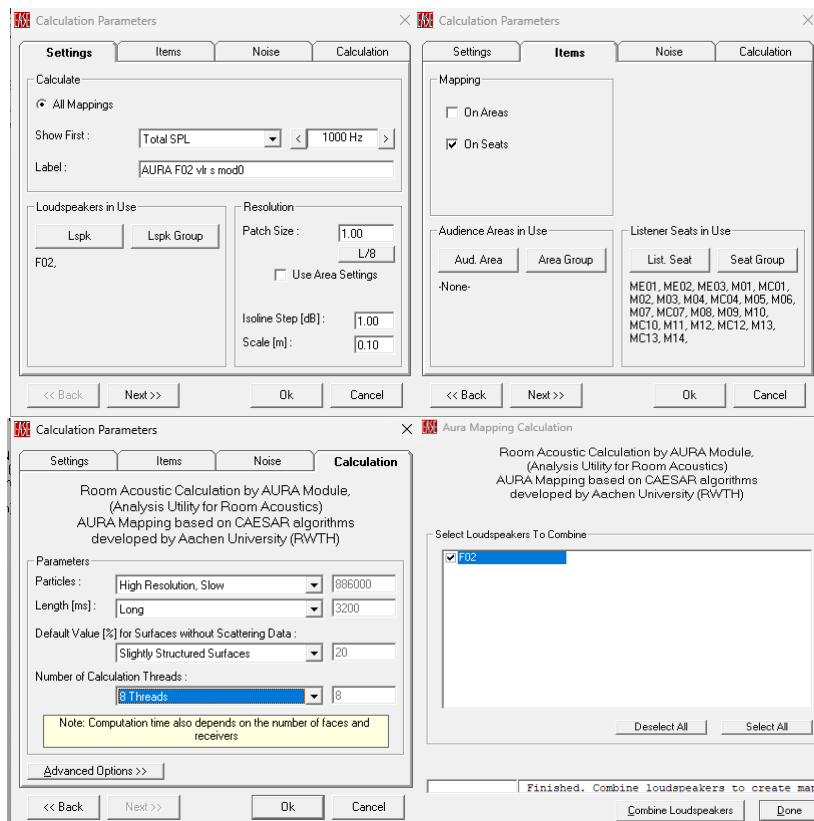 EASE Calculation Parameters
Settings Items Noise Calculation
Calculate
All Mappings
Show First : Total SPL < 1000 Hz >
Label : AURA F02 vlr s mod0
Loudspeakers in Use
Lspk Lspk Group
F02,
Resolution
Patch Size : 1.00
L/8
Use Area Settings
Isoline Step [dB] : 1.00
Scale [m] : 0.10
<< Back Next >> Ok Cancel
EASE Calculation Parameters
Settings Items Noise Calculation
Mapping
On Areas
On Seats
Audience Areas in Use
Aud. Area Area Group
-None-
Listener Seats in Use
List. Seat Seat Group
ME01, ME02, ME03, M01, MC01,
M02, M03, M04, MC04, M05, M06,
M07, MC07, M08, M09, M10,
MC10, M11, M12, MC12, M13,
MC13, M14,
<< Back Next >> Ok Cancel
EASE Calculation Parameters
Settings Items Noise Calculation
Room Acoustic Calculation by AURA Module,
(Analysis Utility for Room Acoustics)
AURA Mapping based on CAESAR algorithms
developed by Aachen University (RWTH)
Parameters
Particles : High Resolution, Slow 886000
Length [ms] : Long 3200
Default Value [%] for Surfaces without Scattering Data :
Slightly Structured Surfaces 20
Number of Calculation Threads :
8 Threads 8
Note: Computation time also depends on the number of faces and
receivers
Advanced Options >>
<< Back Next >> Ok Cancel
EASE Aura Mapping Calculation
Room Acoustic Calculation by AURA Module,
(Analysis Utility for Room Acoustics)
AURA Mapping based on CAESAR algorithms
developed by Aachen University (RWTH)
Select Loudspeakers To Combine
F02
Deselect All Select All
Finished. Combine loudspeakers to create map
Combine Loudspeakers Done